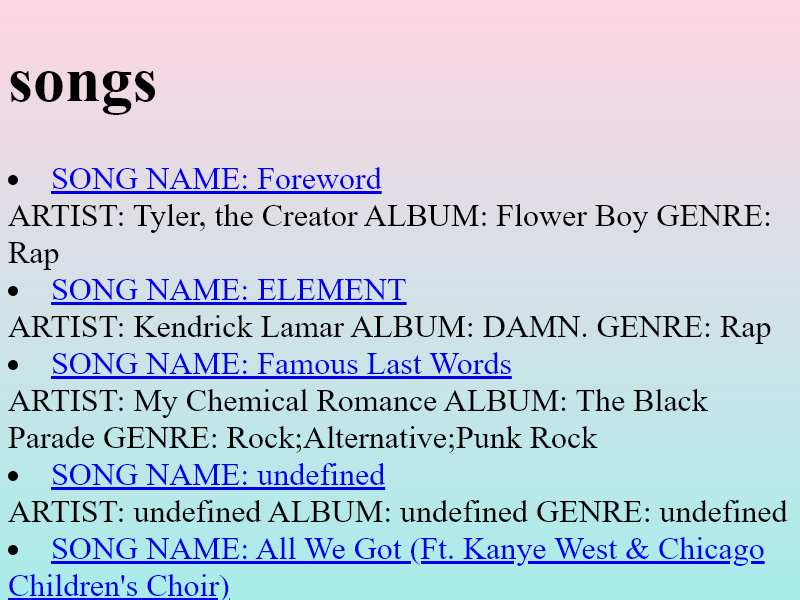 songs
SONG NAME: Foreword
ARTIST: Tyler, the Creator ALBUM: Flower Boy GENRE:
Rap
SONG NAME: ELEMENT
ARTIST: Kendrick Lamar ALBUM: DAMN. GENRE: Rap
SONG NAME: Famous Last Words
ARTIST: My Chemical Romance ALBUM: The Black
Parade GENRE: Rock;Alternative;Punk Rock
SONG NAME: undefined
ARTIST: undefined ALBUM: undefined GENRE: undefined
SONG NAME: All We Got (Ft. Kanye West & Chicago
Children's Choir)